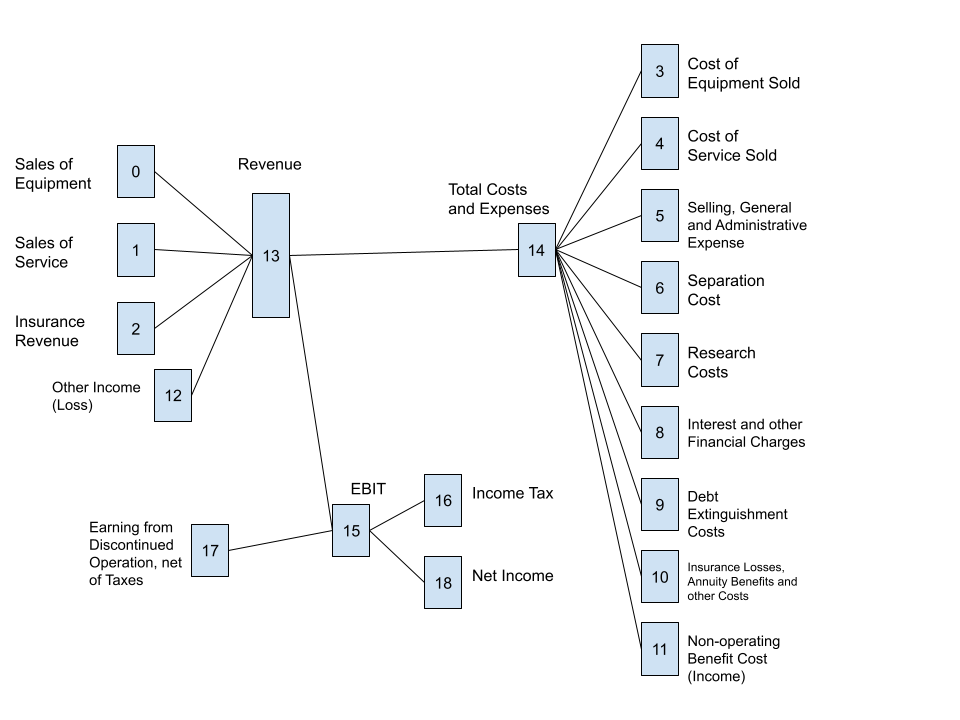 Sales of
Equipment
0
Sales of
Service
1
Insurance
Revenue
2
Other Income
(Loss)
12
Revenue
13
Total Costs
and Expenses
14
3
Cost of
Equipment Sold
4
Cost of
Service Sold
5
Selling, General
and Administrative
Expense
6
Separation
Cost
7
Research
Costs
8
Interest and other
Financial Charges
9
Debt
Extinguishment
Costs
10
Insurance Losses,
Annuity Benefits and
other Costs
11
Non-operating
Benefit Cost
(Income)
Earning from
Discontinued
Operation, net
of Taxes
17
EBIT
15
16
Income Tax
18
Net Income